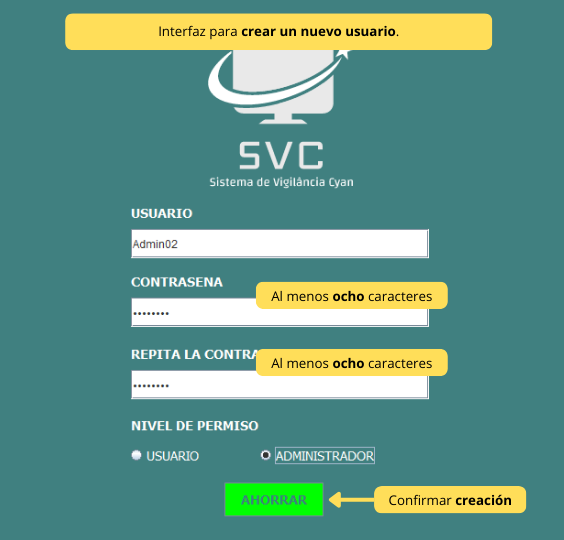 Interfaz para crear un nuevo usuario.
SVC
Sistema de Vigilância Cyan
USUARIO
Admin02
CONTRASENA
Al menos ocho caracteres
••••••••
REPITA LA CONTRA
Al menos ocho caracteres
••••••••
NIVEL DE PERMISO
USUARIO ADMINISTRADOR
AHORRAR
Confirmar creación